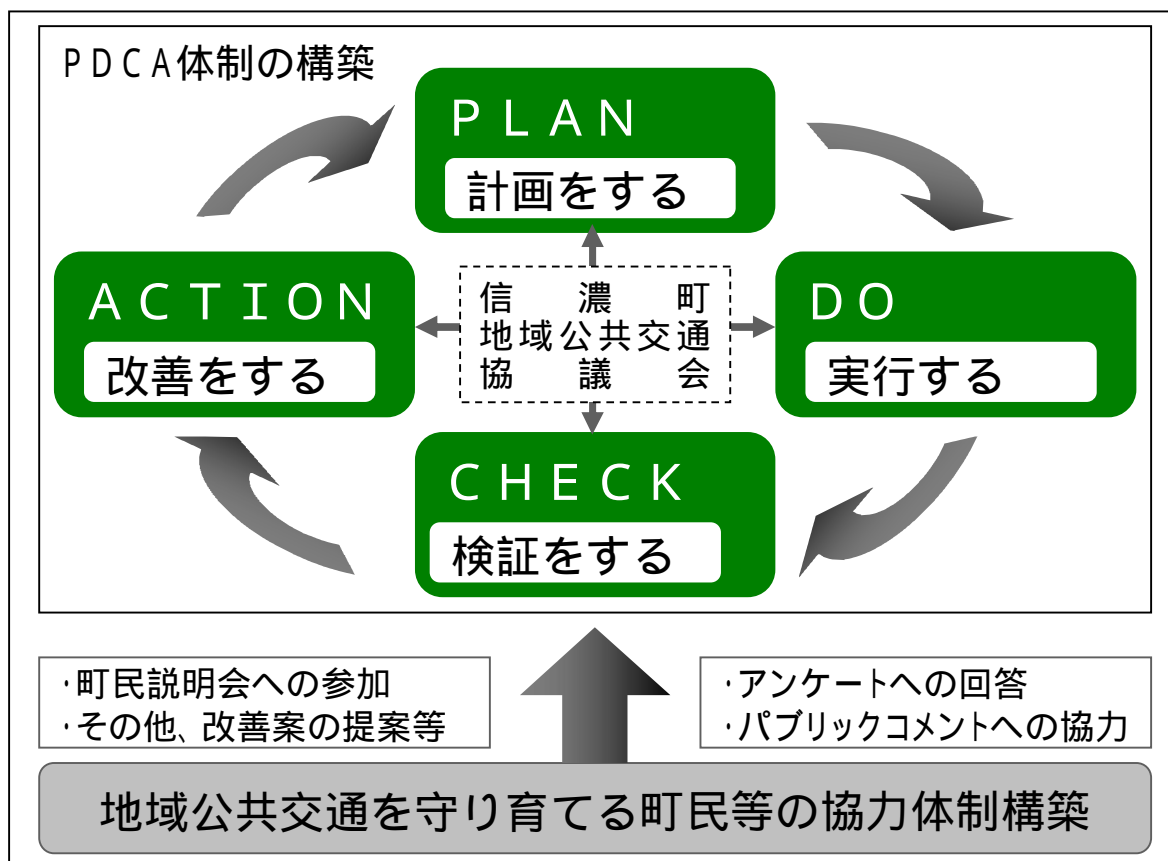 PDCA体制の構築
PLAN
計画をする
ACTION
改善をする
信濃町
地域公共交通
協議会
DO
実行する
CHECK
検証をする
・町民説明会への参加
・その他、改善案の提案等
・アンケートへの回答
・パブリックコメントへの協力
地域公共交通を守り育てる町民等の協力体制構築